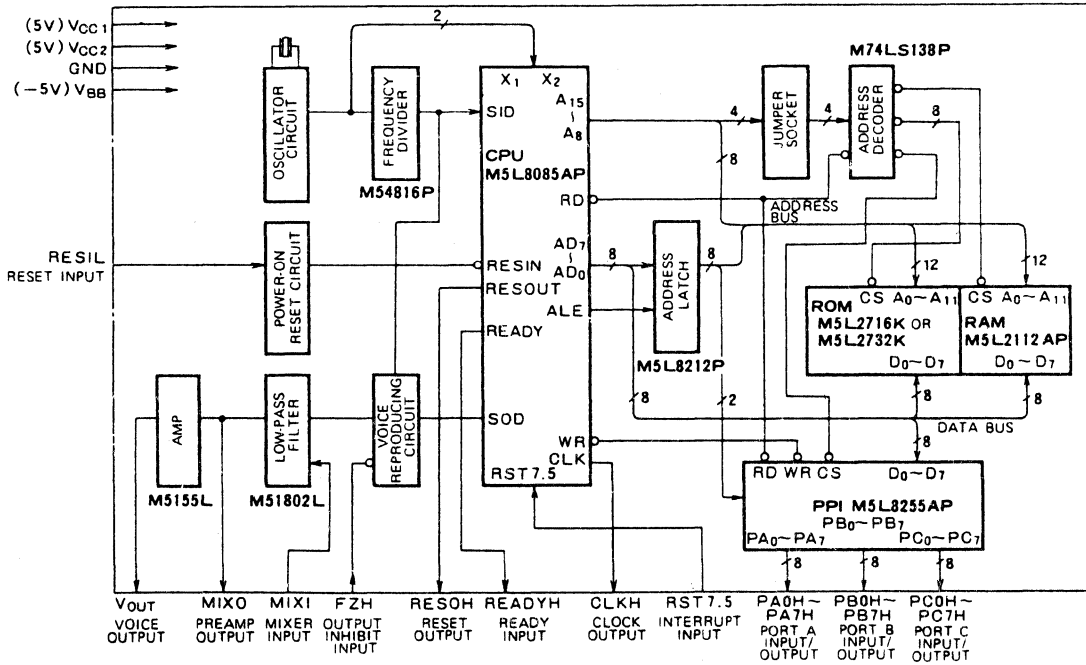 (5V) VCC1
(5V) VCC2
GND
(−5V) VBB
OSCILLATOR
CIRCUIT
FREQUENCY
DIVIDER
M54816P
2
X1 X2
SID
A15
~
A8
CPU
M5L8085AP
RD
AD7
~
AD0
RESIN
RESOUT
ALE
READY
SOD
WR
CLK
RST7.5
4
JUMPER
SOCKET
4
M74LS138P
ADDRESS
DECODER
8
8
ADDRESS
BUS
RESIL
RESET INPUT
POWER-ON
RESET CIRCUIT
8
ADDRESS
LATCH
8
M5L8212P
12
12
CS A0~A11
ROM
M5L2716K OR
M5L2732K
D0~D7
CS A0~A11
RAM
M5L2112AP
D0~D7
8
2
8
8
DATA BUS
8
AMP
M5155L
LOW-PASS
FILTER
M51802L
VOICE
REPRODUCING
CIRCUIT
RD WR CS D0~D7
PPI M5L8255AP
PB0~PB7
PA0~PA7
PC0~PC7
8
8
8
VOUT
VOICE
OUTPUT
MIXO
PREAMP
OUTPUT
MIXI
MIXER
INPUT
FZH
OUTPUT
INHIBIT
INPUT
RESOH
RESET
OUTPUT
READYH
READY
INPUT
CLKH
CLOCK
OUTPUT
RST7.5
INTERRUPT
INPUT
PA0H~
PA7H
PORT A
INPUT/
OUTPUT
PB0H~
PB7H
PORT B
INPUT/
OUTPUT
PC0H~
PC7H
PORT C
INPUT/
OUTPUT